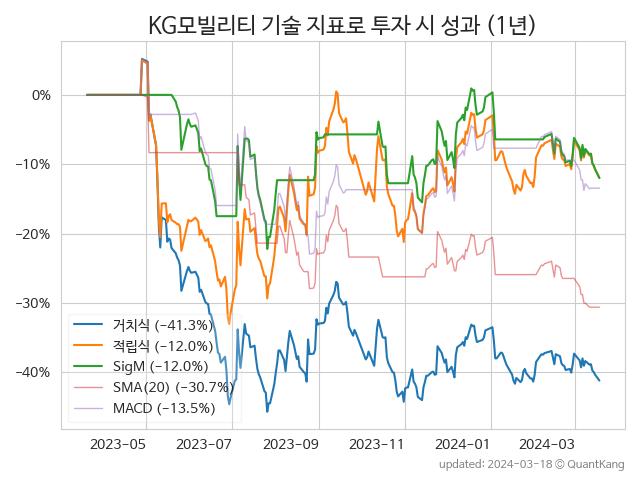 KG모빌리티 기술 지표로 투자 시 성과 (1년)
0%
−10%
−20%
−30%
−40%
거치식 (−41.3%)
적립식 (−12.0%)
SigM (−12.0%)
SMA(20) (−30.7%)
MACD (−13.5%)
2023-05 2023-07 2023-09 2023-11 2024-01 2024-03
updated: 2024-03-18 © QuantKang